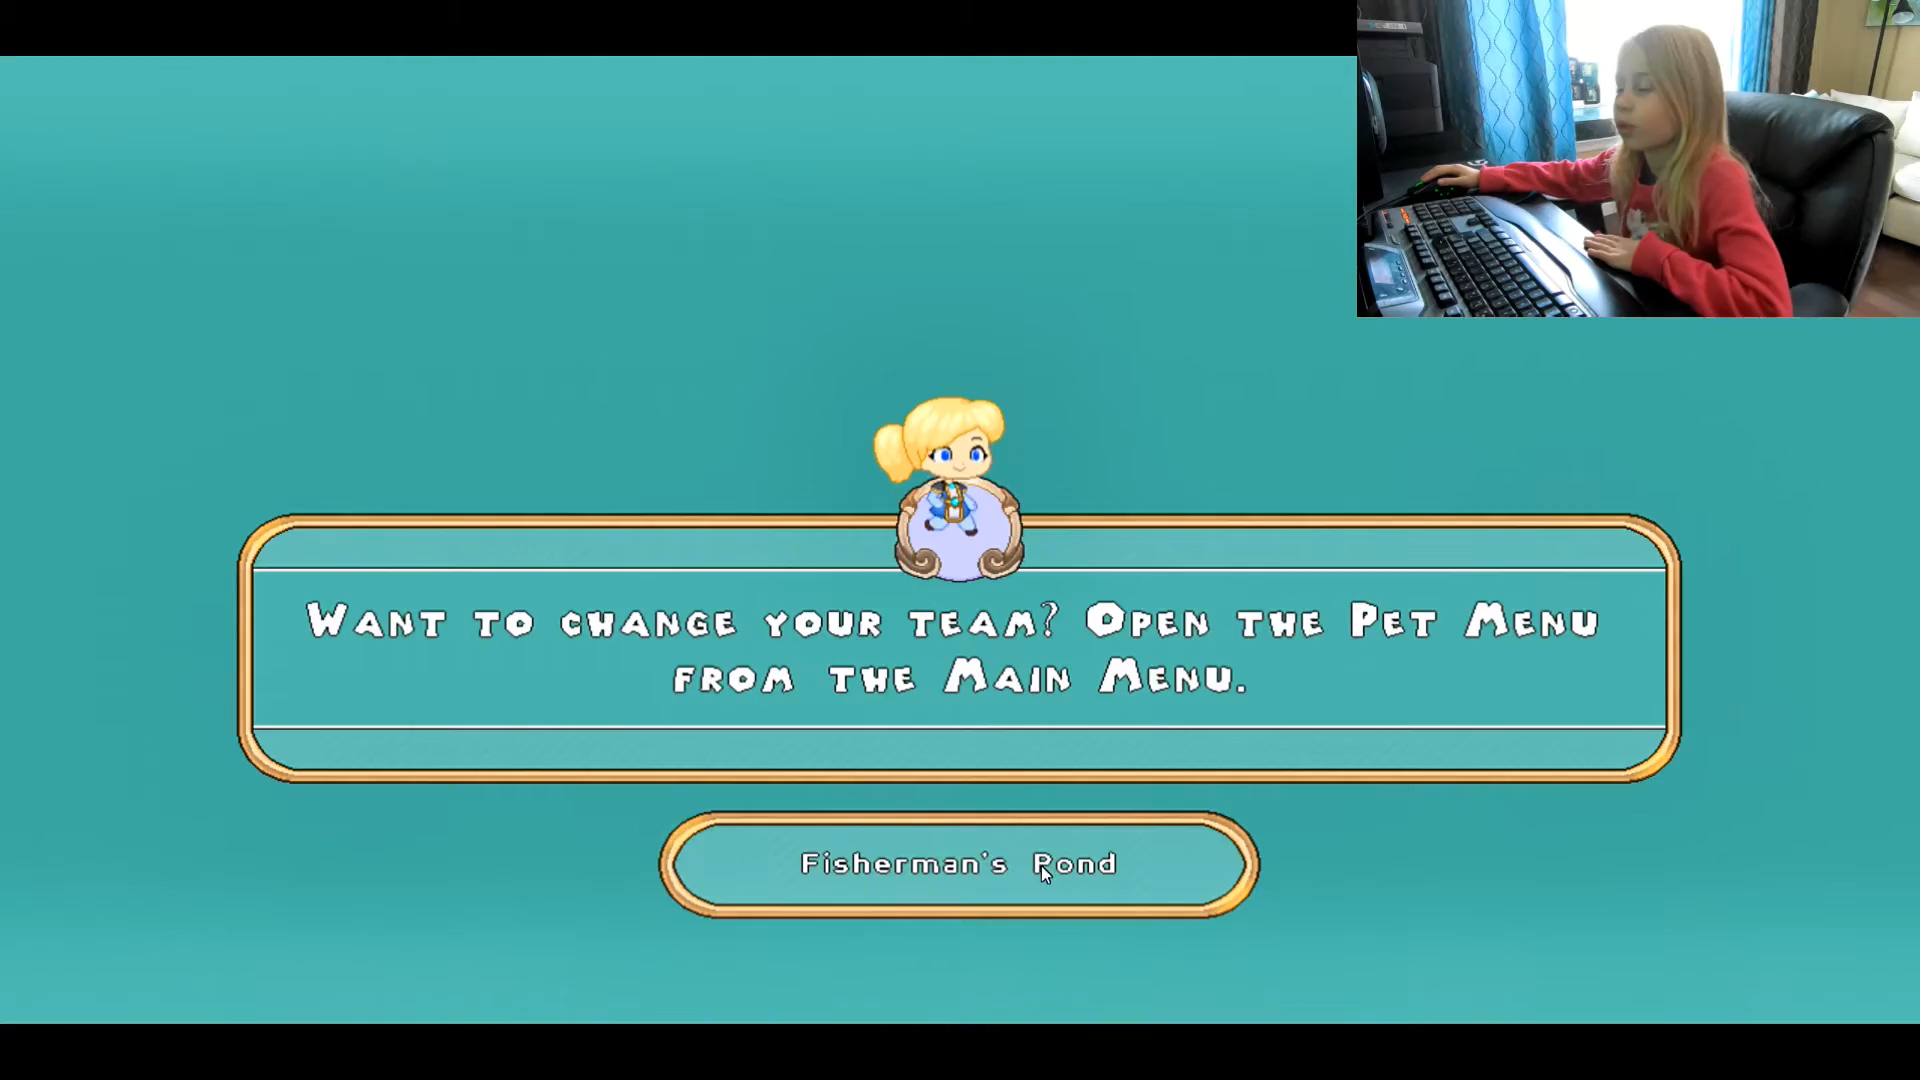 Want to change your team? Open the Pet Menu
from the Main Menu.
Fisherman's Pond